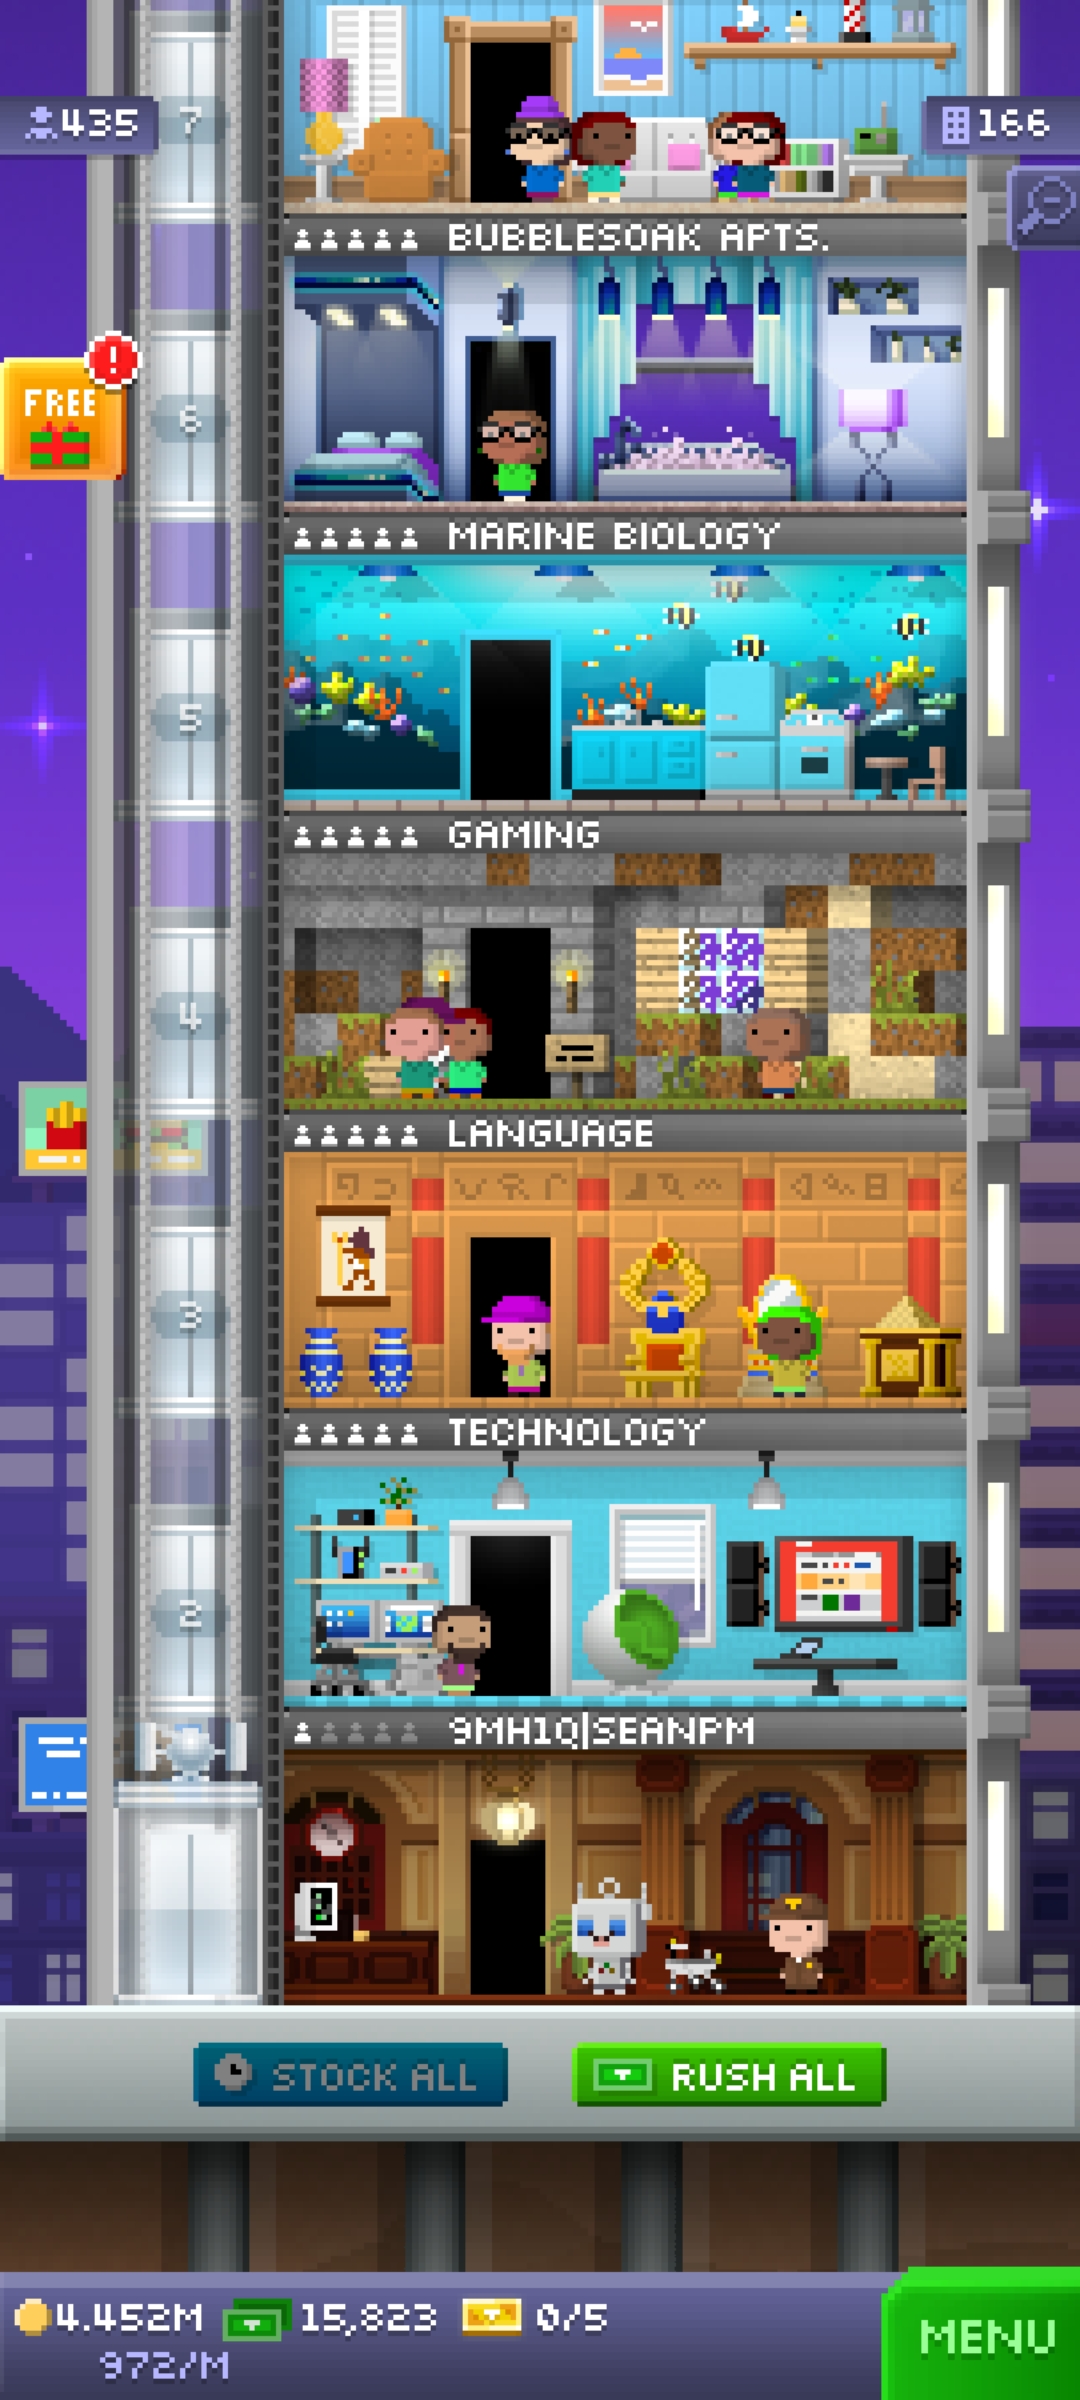 7
435
166
BUBBLESOAK APTS.
FREE
!
6
MARINE BIOLOGY
5
GAMING
4
LANGUAGE
3
TECHNOLOGY
2
9MH1Q|SEANPM
STOCK ALL
RUSH ALL
4.452M
15,823
0/5
972/M
MENU